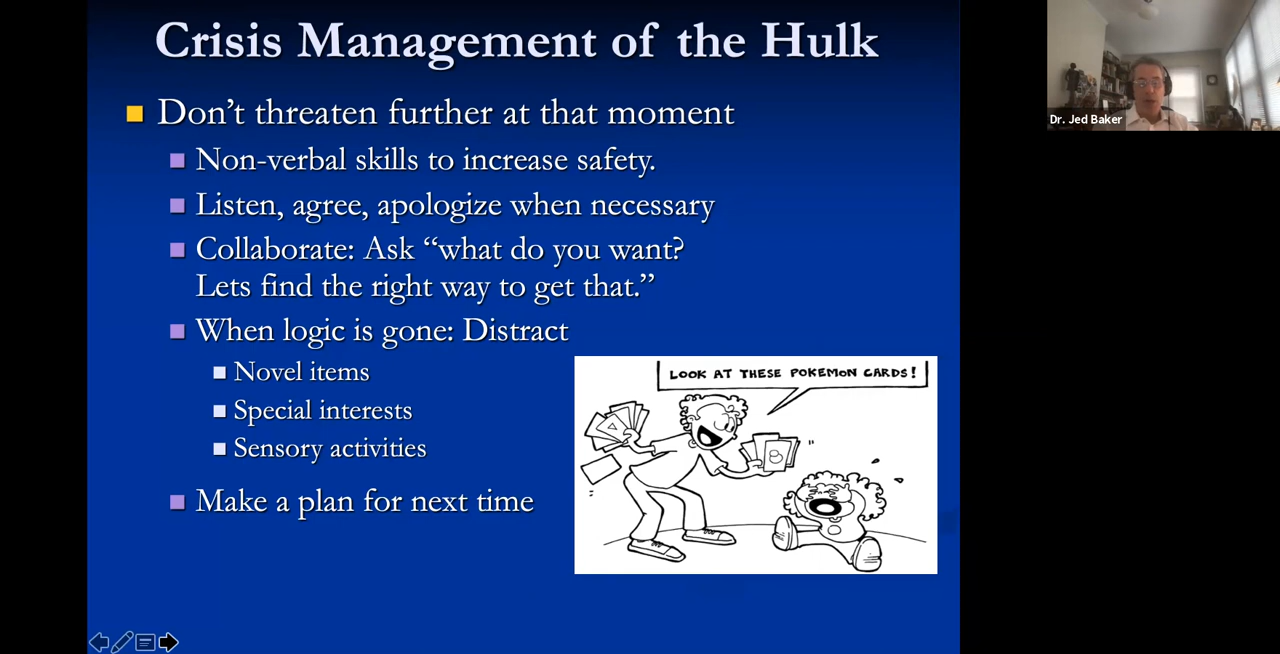 Crisis Management of the Hulk
Don't threaten further at that moment
Non-verbal skills to increase safety.
Listen, agree, apologize when necessary
Collaborate: Ask “what do you want?
Lets find the right way to get that.”
When logic is gone: Distract
Novel items
Special interests
Sensory activities
Make a plan for next time
LOOK AT THESE POKEMON CARDS!
B
Dr. Jed Baker